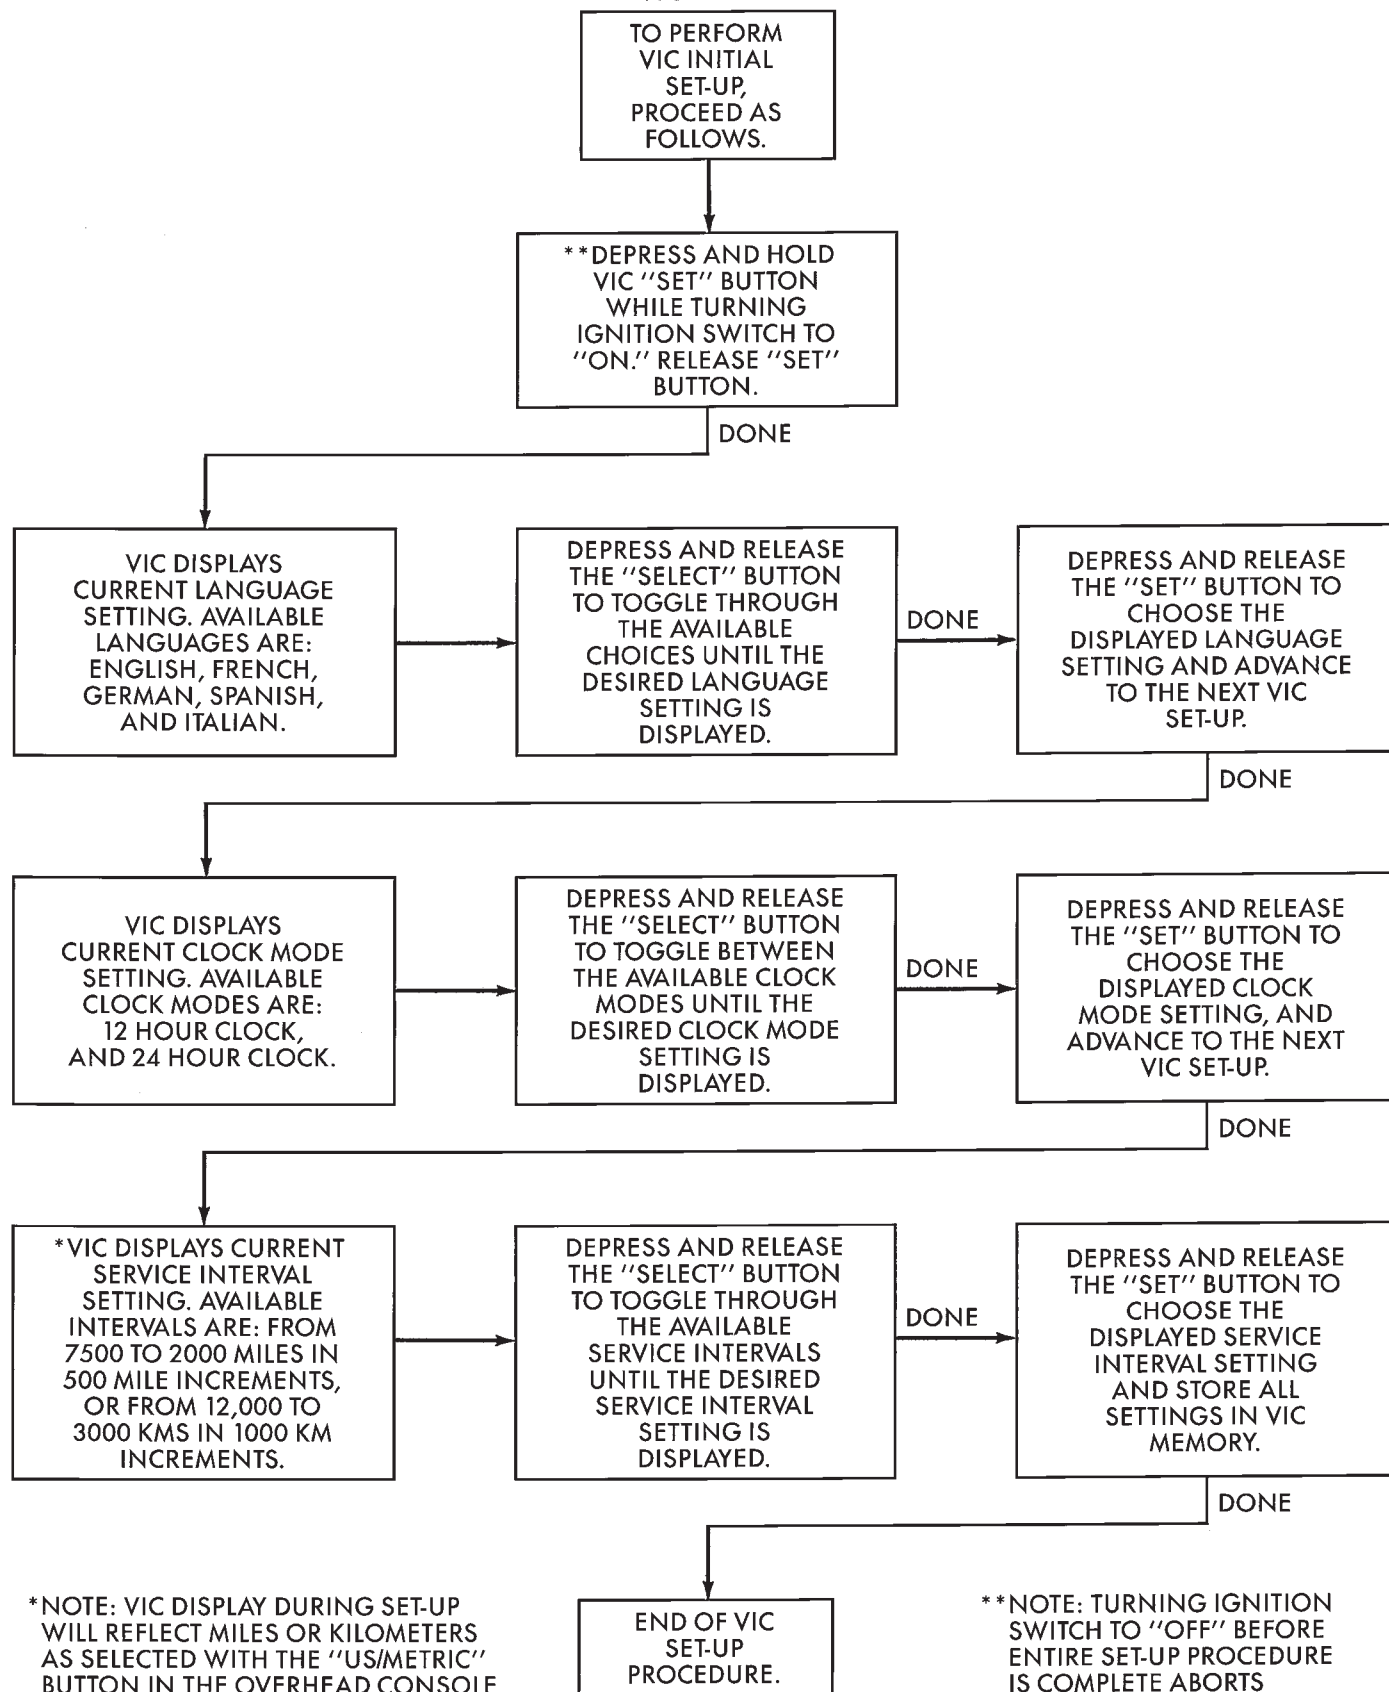 TO PERFORM
VIC INITIAL
SET-UP,
PROCEED AS
FOLLOWS.
**DEPRESS AND HOLD
VIC "SET" BUTTON
WHILE TURNING
IGNITION SWITCH TO
"ON." RELEASE "SET"
BUTTON.
DONE
VIC DISPLAYS
CURRENT LANGUAGE
SETTING. AVAILABLE
LANGUAGES ARE:
ENGLISH, FRENCH,
GERMAN, SPANISH,
AND ITALIAN.
DEPRESS AND RELEASE
THE "SELECT" BUTTON
TO TOGGLE THROUGH
THE AVAILABLE
CHOICES UNTIL THE
DESIRED LANGUAGE
SETTING IS
DISPLAYED.
DONE
DEPRESS AND RELEASE
THE "SET" BUTTON TO
CHOOSE THE
DISPLAYED LANGUAGE
SETTING AND ADVANCE
TO THE NEXT VIC
SET-UP.
DONE
VIC DISPLAYS
CURRENT CLOCK MODE
SETTING. AVAILABLE
CLOCK MODES ARE:
12 HOUR CLOCK,
AND 24 HOUR CLOCK.
DEPRESS AND RELEASE
THE "SELECT" BUTTON
TO TOGGLE BETWEEN
THE AVAILABLE CLOCK
MODES UNTIL THE
DESIRED CLOCK MODE
SETTING IS
DISPLAYED.
DONE
DEPRESS AND RELEASE
THE "SET" BUTTON TO
CHOOSE THE
DISPLAYED CLOCK
MODE SETTING, AND
ADVANCE TO THE NEXT
VIC SET-UP.
DONE
*VIC DISPLAYS CURRENT
SERVICE INTERVAL
SETTING. AVAILABLE
INTERVALS ARE: FROM
7500 TO 2000 MILES IN
500 MILE INCREMENTS,
OR FROM 12,000 TO
3000 KMS IN 1000 KM
INCREMENTS.
DEPRESS AND RELEASE
THE "SELECT" BUTTON
TO TOGGLE THROUGH
THE AVAILABLE
SERVICE INTERVALS
UNTIL THE DESIRED
SERVICE INTERVAL
SETTING IS
DISPLAYED.
DONE
DEPRESS AND RELEASE
THE "SET" BUTTON TO
CHOOSE THE
DISPLAYED SERVICE
INTERVAL SETTING
AND STORE ALL
SETTINGS IN VIC
MEMORY.
DONE
*NOTE: VIC DISPLAY DURING SET-UP
WILL REFLECT MILES OR KILOMETERS
AS SELECTED WITH THE "US/METRIC"
BUTTON IN THE OVERHEAD CONSOLE
END OF VIC
SET-UP
PROCEDURE.
**NOTE: TURNING IGNITION
SWITCH TO "OFF" BEFORE
ENTIRE SET-UP PROCEDURE
IS COMPLETE ABORTS